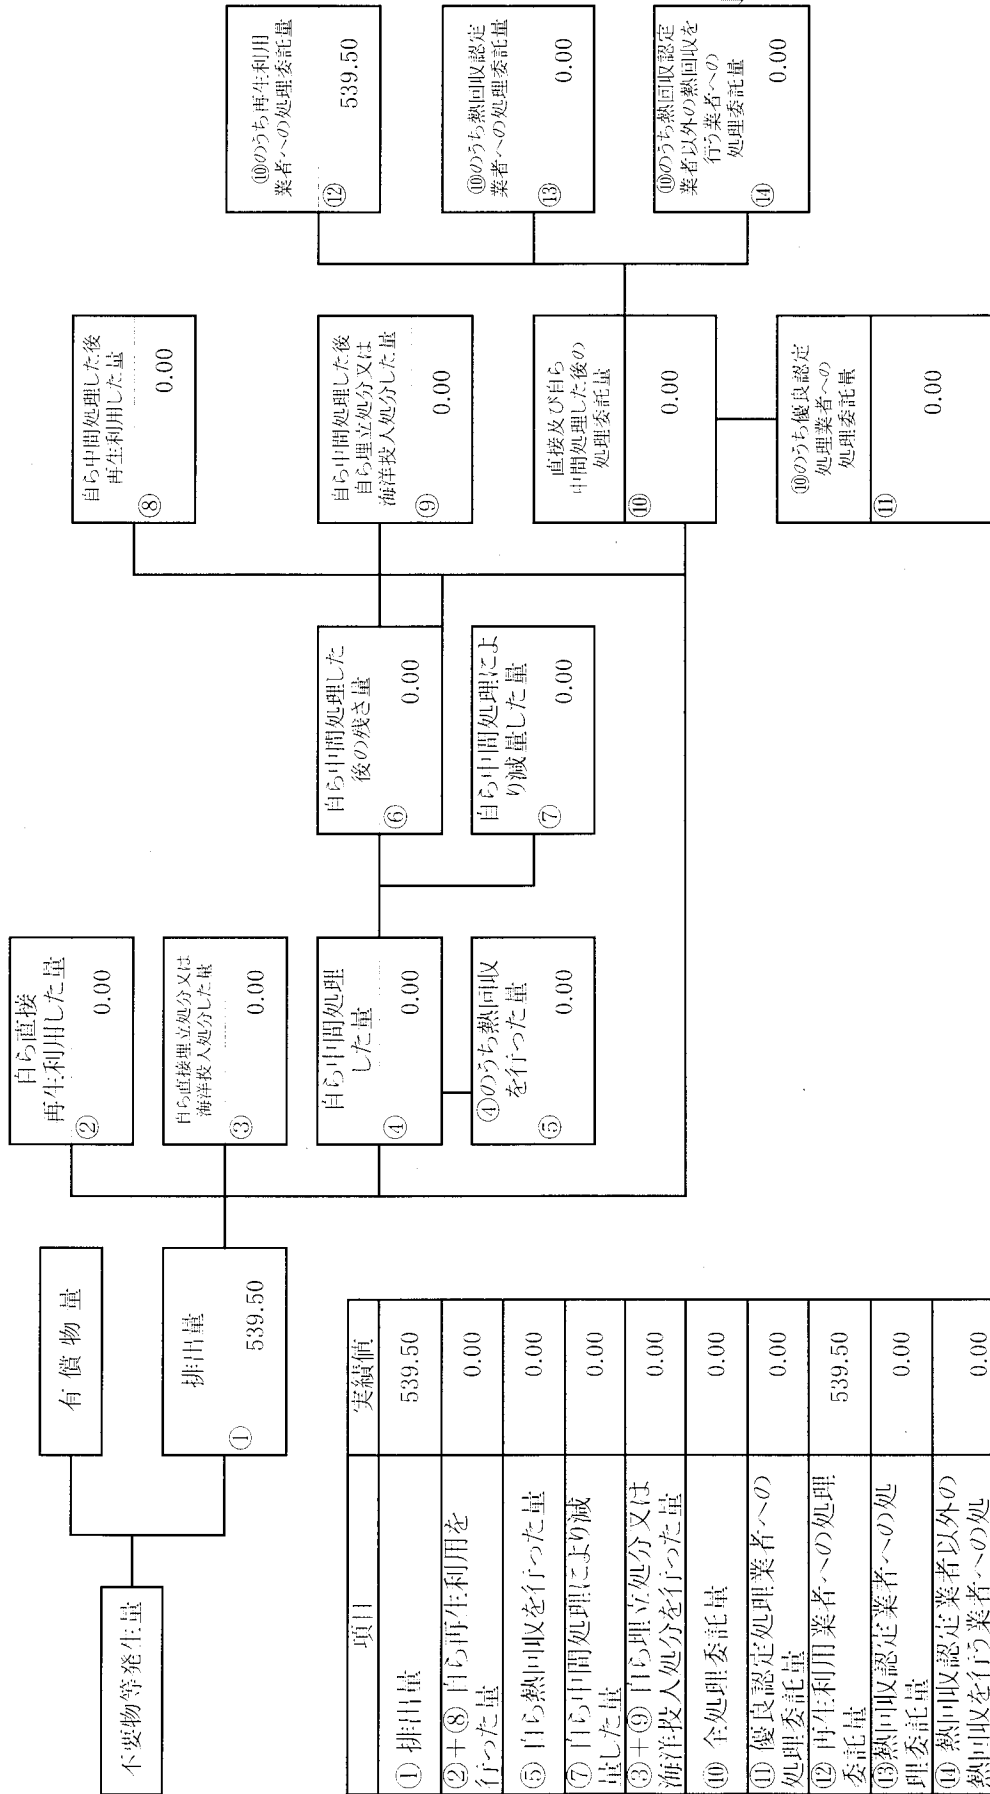 不要物等発生量
有償物量
排出量
①
539.50
自ら直接
再生利用した量
②
0.00
自ら直接埋立処分又は
海洋投入処分した量
③
0.00
自ら中間処理
した量
④
0.00
④のうち熱回収
を行った量
⑤
0.00
自ら中間処理した
後の残さ量
⑥
0.00
自ら中間処理によ
り減量した量
⑦
0.00
自ら中間処理した後
再生利用した量
⑧
0.00
自ら中間処理した後
自ら埋立処分又は
海洋投入処分した量
⑨
0.00
直接及び自ら
中間処理した後の
処理委託量
⑩
0.00
⑩のうち優良認定
処理業者への
処理委託量
⑪
0.00
⑩のうち再生利用
業者への処理委託量
⑫
539.50
⑩のうち熱回収認定
業者への処理委託量
⑬
0.00
⑩のうち熱回収認定
業者以外の熱回収を
行う業者への
処理委託量
⑭
0.00
項目 実績値
①排出量 539.50
②+⑧自ら再生利用を
行った量 0.00
⑤自ら熱回収を行った量 0.00
⑦自ら中間処理により減
量した量 0.00
③+⑨自ら埋立処分又は
海洋投入処分を行った量 0.00
⑩ 全処理委託量 0.00
⑪ 優良認定処理業者への
処理委託量 0.00
⑫ 再生利用業者への処理
委託量 539.50
⑬熱回収認定業者への処
理委託量 0.00
⑭ 熱回収認定業者以外の
熱回収を行う業者への処 0.00